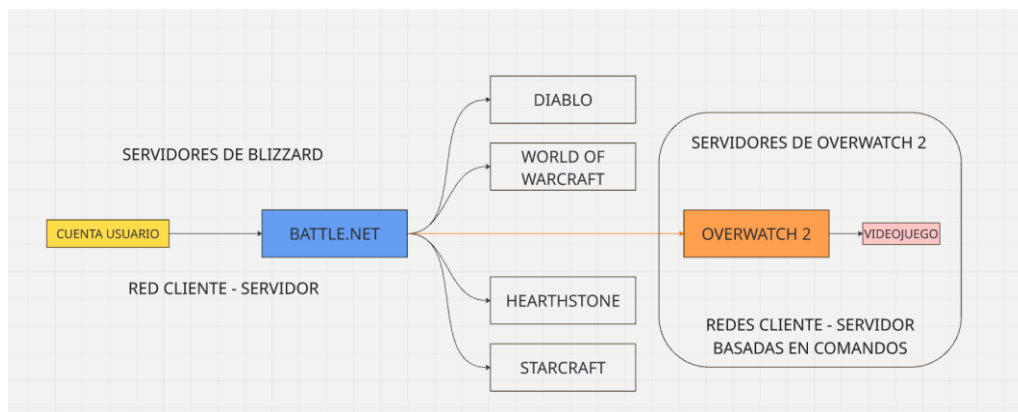 DIABLO
SERVIDORES DE OVERWATCH 2
SERVIDORES DE BLIZZARD
WORLD OF
WARCRAFT
CUENTA USUARIO
BATTLE.NET
OVERWATCH 2
VIDEOJUEGO
RED CLIENTE - SERVIDOR
HEARTHSTONE
REDES CLIENTE - SERVIDOR
BASADAS EN COMANDOS
STARCRAFT